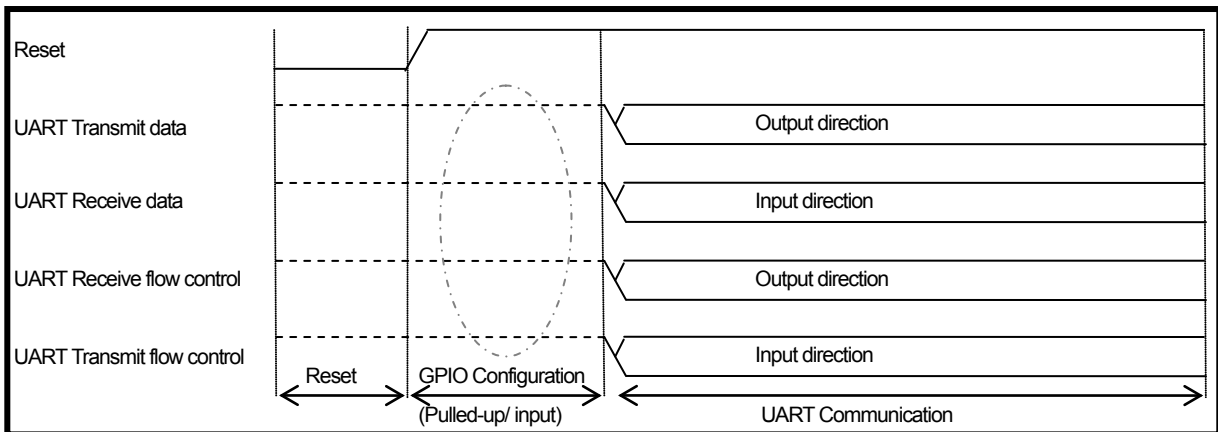 Reset
UART Transmit data
Output direction
UART Receive data
Input direction
UART Receive flow control
Output direction
UART Transmit flow control
Input direction
Reset
GPIO Configuration
(Pulled-up/ input)
UART Communication